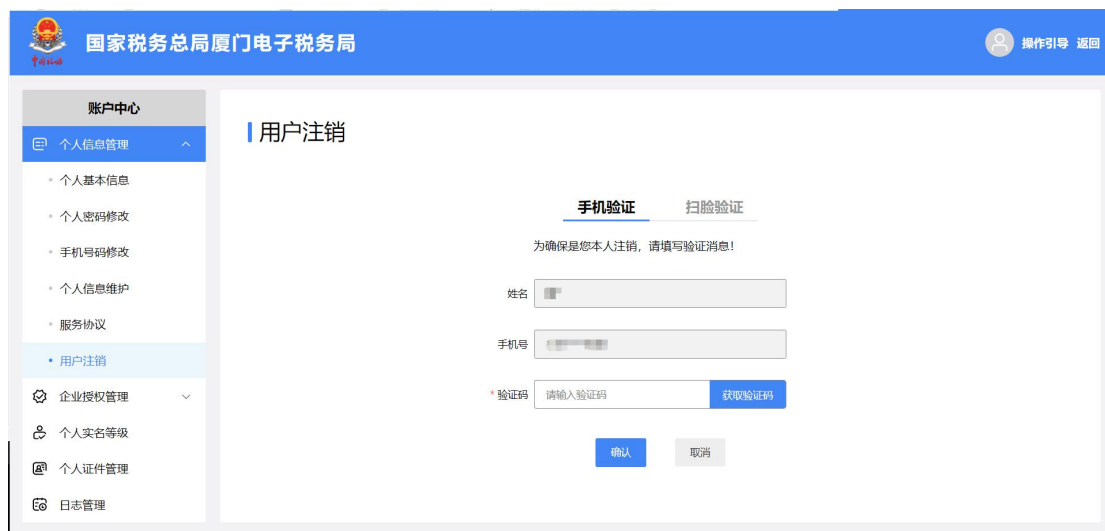 国家税务总局厦门电子税务局
操作引导 返回
账户中心
个人信息管理
个人基本信息
个人密码修改
手机号码修改
个人信息维护
服务协议
用户注销
企业授权管理
个人实名等级
个人证件管理
日志管理
用户注销
手机验证 扫脸验证
为确保是您本人注销，请填写验证消息！
姓名
手机号
* 验证码 请输入验证码 获取验证码
确认 取消